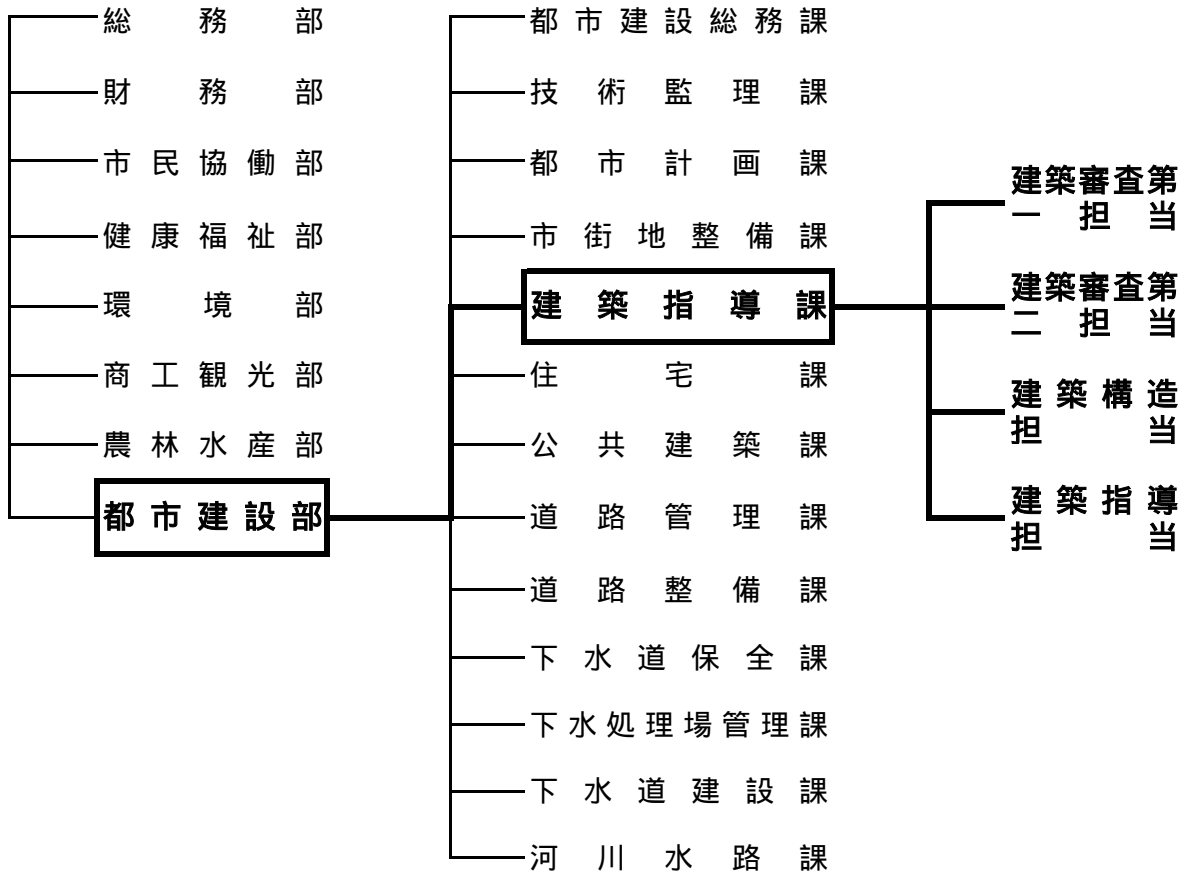 総務部
財務部
市民協働部
健康福祉部
環境部
商工観光部
農林水産部
都市建設部
都市建設総務課
技術監理課
都市計画課
市街地整備課
建築指導課
住宅課
公共建築課
道路管理課
道路整備課
下水道保全課
下水処理場管理課
下水道建設課
河川水路課
建築審査第
一担当
建築審査第
二担当
建築構造
担当
建築指導
担当